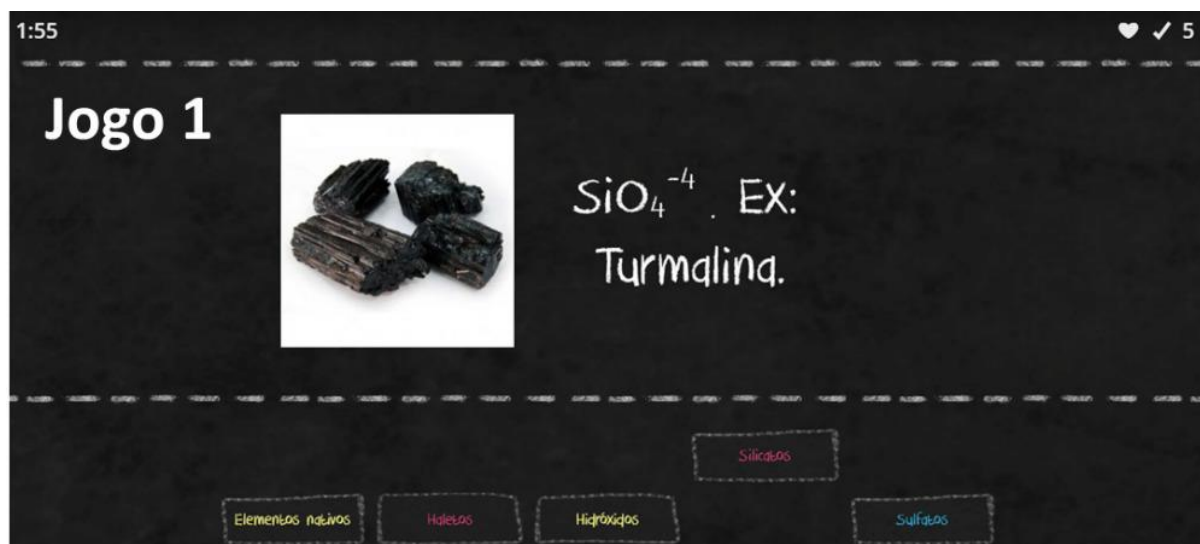 1:55
5
Jogo 1
SiO₄⁻⁴. EX:
Turmalina.
Silicatos
Elementos nativos
Haletos
Hidróxidos
Sulfatos